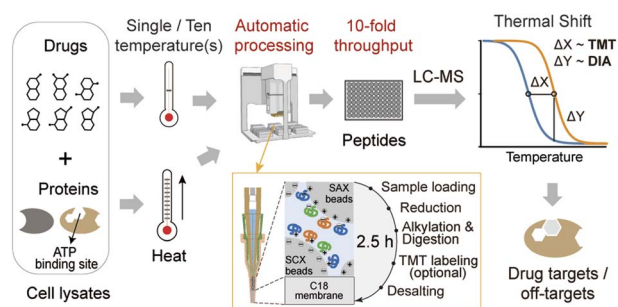 Drugs
+
Proteins
ATP
binding site
Cell lysates
Single / Ten
temperature(s)
Heat
Automatic
processing
10-fold
throughput
Peptides
LC-MS
Thermal Shift
ΔX ~ TMT
ΔY ~ DIA
ΔX
ΔY
Temperature
SAX
beads
SCX
beads
C18
membrane
2.5 h
Sample loading
Reduction
Alkylation &
Digestion
TMT labeling
(optional)
Desalting
Drug targets /
off-targets